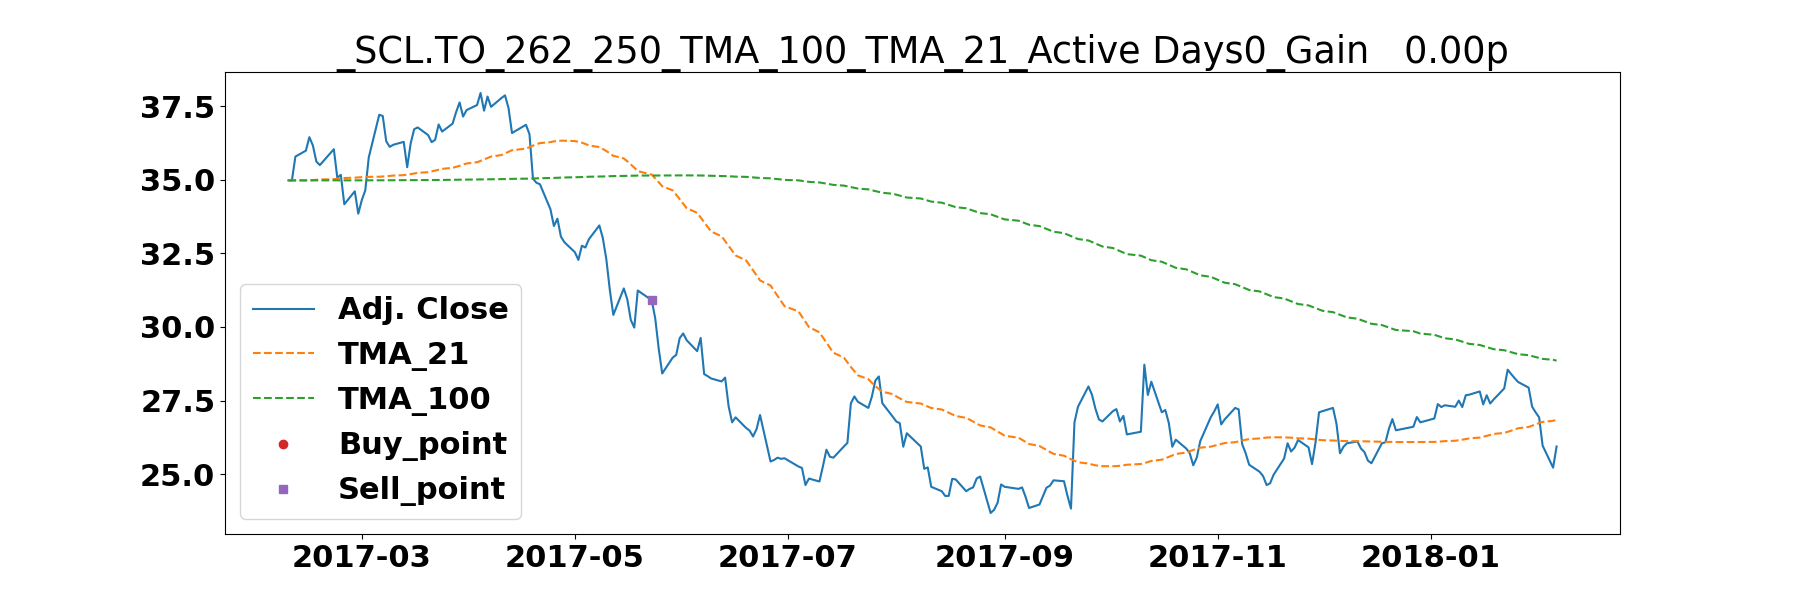 _SCL.TO_262_250_TMA_100_TMA_21_Active Days0_Gain   0.00p
37.5
35.0
32.5
30.0
27.5
25.0
Adj. Close
TMA_21
TMA_100
Buy_point
Sell_point
2017-03 2017-05 2017-07 2017-09 2017-11 2018-01